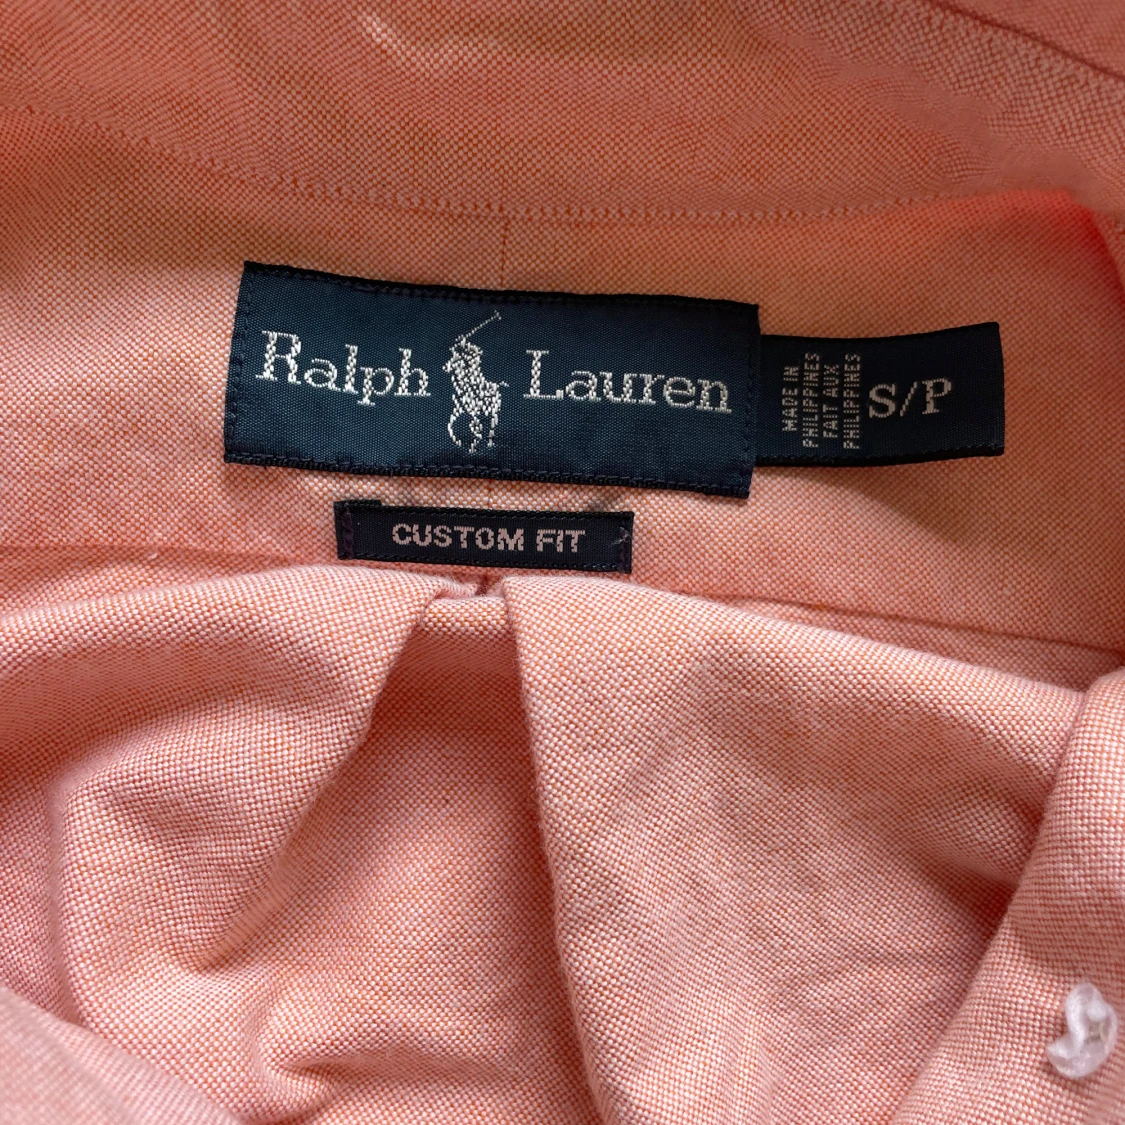 Ralph Lauren
MADE IN
PHILIPPINES
FAIT AUX
PHILIPPINES
S/P
CUSTOM FIT